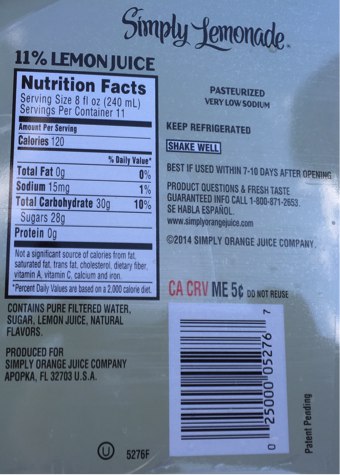 Simply Lemonade®
11% LEMON JUICE
Nutrition Facts
Serving Size 8 fl oz (240 mL)
Servings Per Container 11
Amount Per Serving
Calories 120
% Daily Value*
Total Fat 0g 0%
Sodium 15mg 1%
Total Carbohydrate 30g 10%
Sugars 28g
Protein 0g
Not a significant source of calories from fat,
saturated fat, trans fat, cholesterol, dietary fiber,
vitamin A, vitamin C, calcium and iron.
*Percent Daily Values are based on a 2,000 calorie diet.
CONTAINS PURE FILTERED WATER,
SUGAR, LEMON JUICE, NATURAL
FLAVORS.
PRODUCED FOR
SIMPLY ORANGE JUICE COMPANY
APOPKA, FL 32703 U.S.A.
U 5276F
PASTEURIZED
VERY LOW SODIUM
KEEP REFRIGERATED
SHAKE WELL
BEST IF USED WITHIN 7-10 DAYS AFTER OPENING
PRODUCT QUESTIONS & FRESH TASTE
GUARANTEED INFO CALL 1-800-871-2653.
SE HABLA ESPAÑOL.
www.simplyorangejuice.com
©2014 SIMPLY ORANGE JUICE COMPANY.
CA CRV ME 5¢ DO NOT REUSE
0 25000 05276 7
Patent Pending